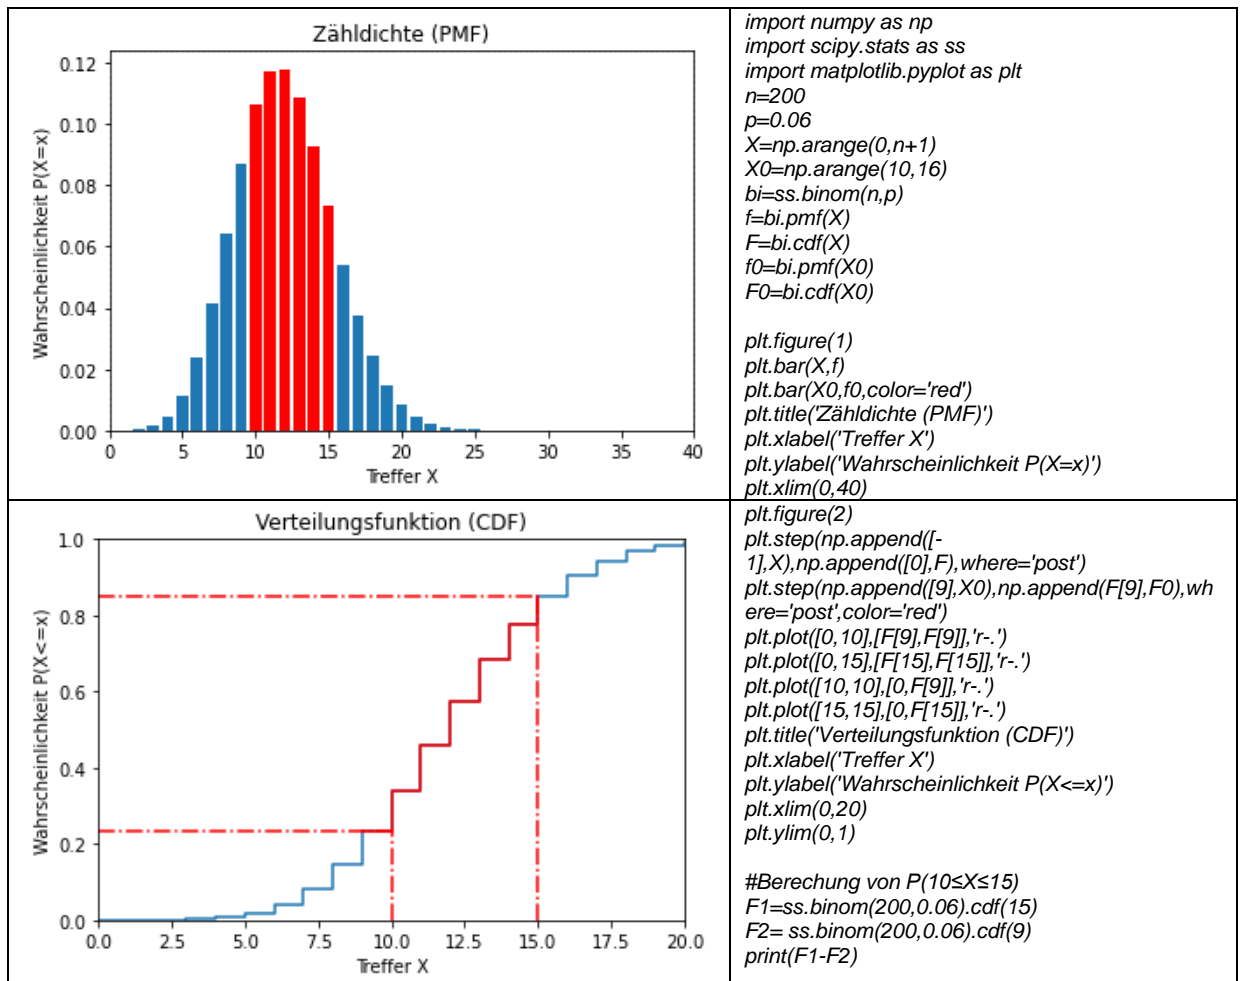 Zähldichte (PMF)
0.12
0.10
0.08
0.06
0.04
0.02
0.00
Wahrscheinlichkeit P(X=x)
0 5 10 15 20 25 30 35 40
Treffer X
import numpy as np
import scipy.stats as ss
import matplotlib.pyplot as plt
n=200
p=0.06
X=np.arange(0,n+1)
X0=np.arange(10,16)
bi=ss.binom(n,p)
f=bi.pmf(X)
F=bi.cdf(X)
f0=bi.pmf(X0)
F0=bi.cdf(X0)
plt.figure(1)
plt.bar(X,f)
plt.bar(X0,f0,color='red')
plt.title('Zähldichte (PMF)')
plt.xlabel('Treffer X')
plt.ylabel('Wahrscheinlichkeit P(X=x)')
plt.xlim(0,40)
Verteilungsfunktion (CDF)
1.0
0.8
0.6
0.4
0.2
0.0
Wahrscheinlichkeit P(X<=x)
0.0 2.5 5.0 7.5 10.0 12.5 15.0 17.5 20.0
Treffer X
plt.figure(2)
plt.step(np.append([-
1],X),np.append([0],F),where='post')
plt.step(np.append([9],X0),np.append(F[9],F0),wh
ere='post',color='red')
plt.plot([0,10],[F[9],F[9]],'r-.')
plt.plot([0,15],[F[15],F[15]],'r-.')
plt.plot([10,10],[0,F[9]],'r-.')
plt.plot([15,15],[0,F[15]],'r-.')
plt.title('Verteilungsfunktion (CDF)')
plt.xlabel('Treffer X')
plt.ylabel('Wahrscheinlichkeit P(X<=x)')
plt.xlim(0,20)
plt.ylim(0,1)
#Berechung von P(10≤X≤15)
F1=ss.binom(200,0.06).cdf(15)
F2= ss.binom(200,0.06).cdf(9)
print(F1-F2)